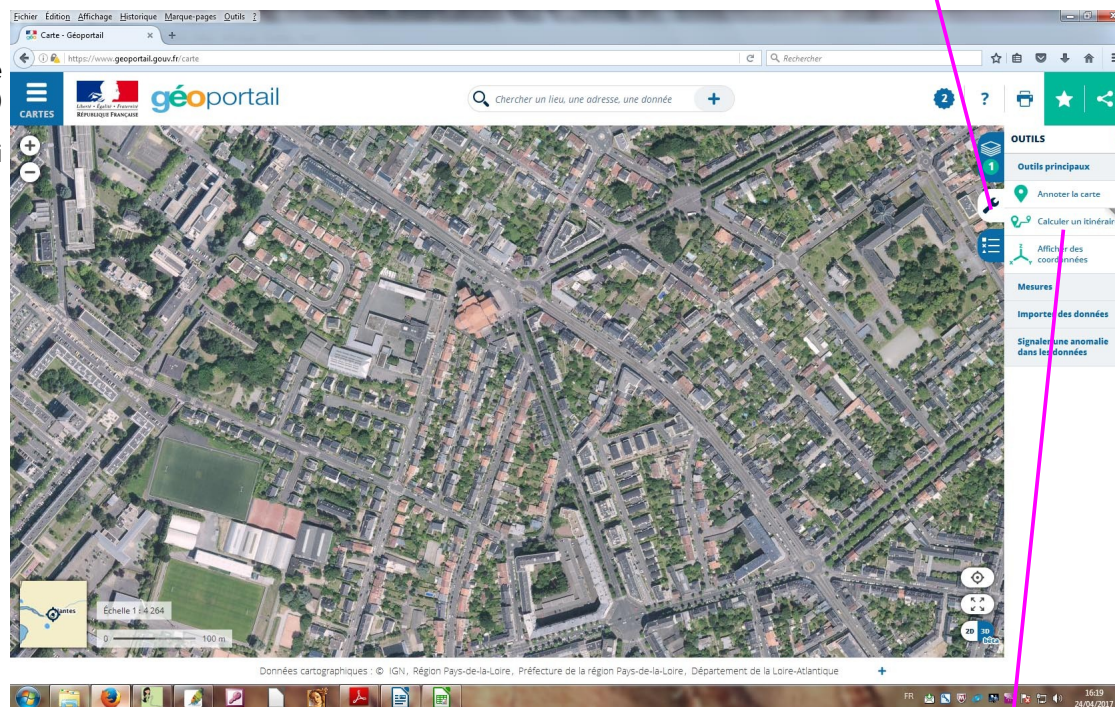 Fichier Édition Affichage Historique Marque-pages Outils ?
Carte - Géoportail × +
https://www.geoportail.gouv.fr/carte
Rechercher
CARTES
Liberté • Égalité • Fraternité
RÉPUBLIQUE FRANÇAISE
géoportail
Chercher un lieu, une adresse, une donnée +
2 ?
1
OUTILS
Outils principaux
Annoter la carte
Calculer un itinérair
Afficher des
coordonnées
Mesures
Importer des données
Signaler une anomalie
dans les données
Nantes
Échelle 1 : 4 264
0 100 m
2D 3D
bêta
Données cartographiques : © IGN, Région Pays-de-la-Loire, Préfecture de la région Pays-de-la-Loire, Département de la Loire-Atlantique +
FR
16:19
24/04/2017